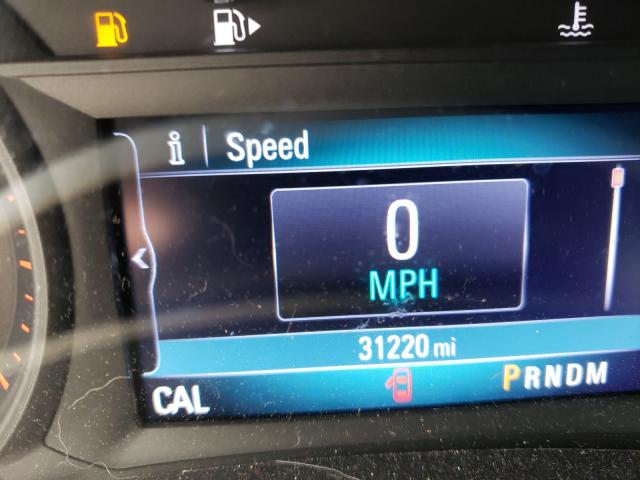 i Speed
0
MPH
31220 mi
CAL
PRNDM